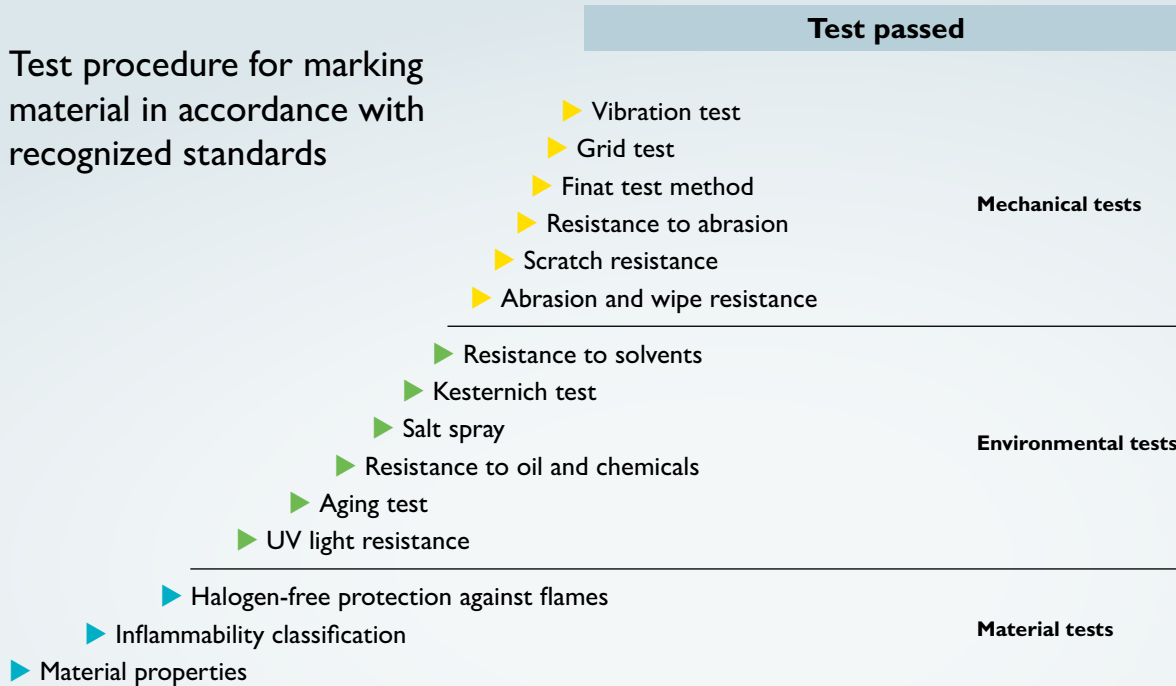 Test passed
Test procedure for marking
material in accordance with
recognized standards
Vibration test
Grid test
Finat test method
Mechanical tests
Resistance to abrasion
Scratch resistance
Abrasion and wipe resistance
Resistance to solvents
Kesternich test
Salt spray
Environmental tests
Resistance to oil and chemicals
Aging test
UV light resistance
Halogen-free protection against flames
Inflammability classification
Material tests
Material properties